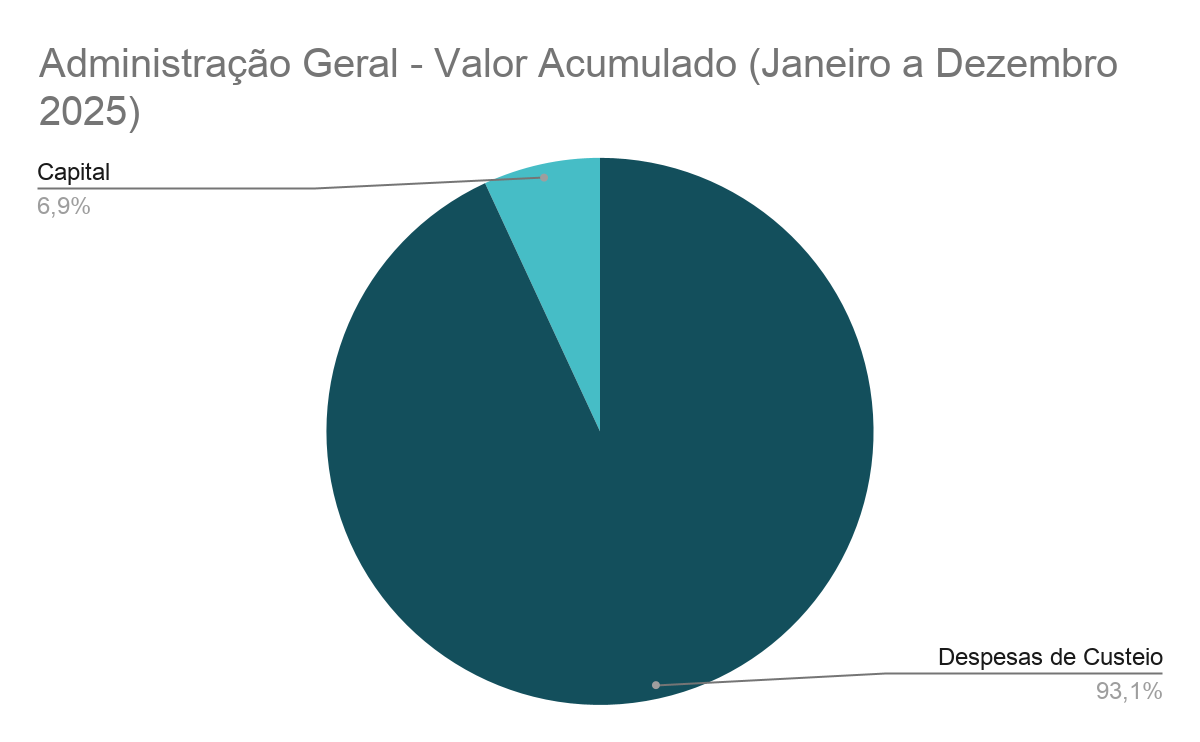 Administração Geral - Valor Acumulado (Janeiro a Dezembro
2025)
Capital
6,9%
Despesas de Custeio
93,1%